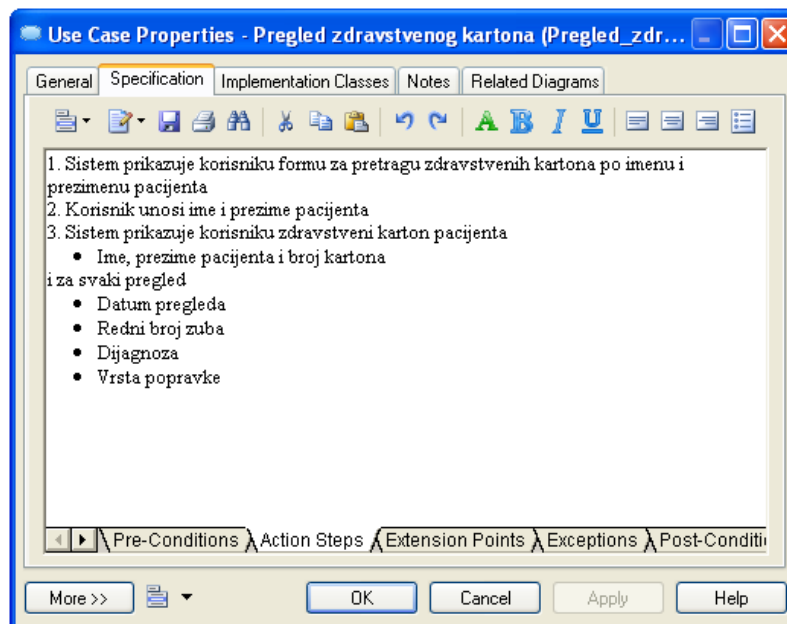 Use Case Properties - Pregled zdravstvenog kartona (Pregled_zdr...
General Specification Implementation Classes Notes Related Diagrams
A B I U
1. Sistem prikazuje korisniku formu za pretragu zdravstvenih kartona po imenu i
prezimenu pacijenta
2. Korisnik unosi ime i prezime pacijenta
3. Sistem prikazuje korisniku zdravstveni karton pacijenta
• Ime, prezime pacijenta i broj kartona
i za svaki pregled
• Datum pregleda
• Redni broj zuba
• Dijagnoza
• Vrsta popravke
Pre-Conditions Action Steps Extension Points Exceptions Post-Conditi
More >> OK Cancel Apply Help